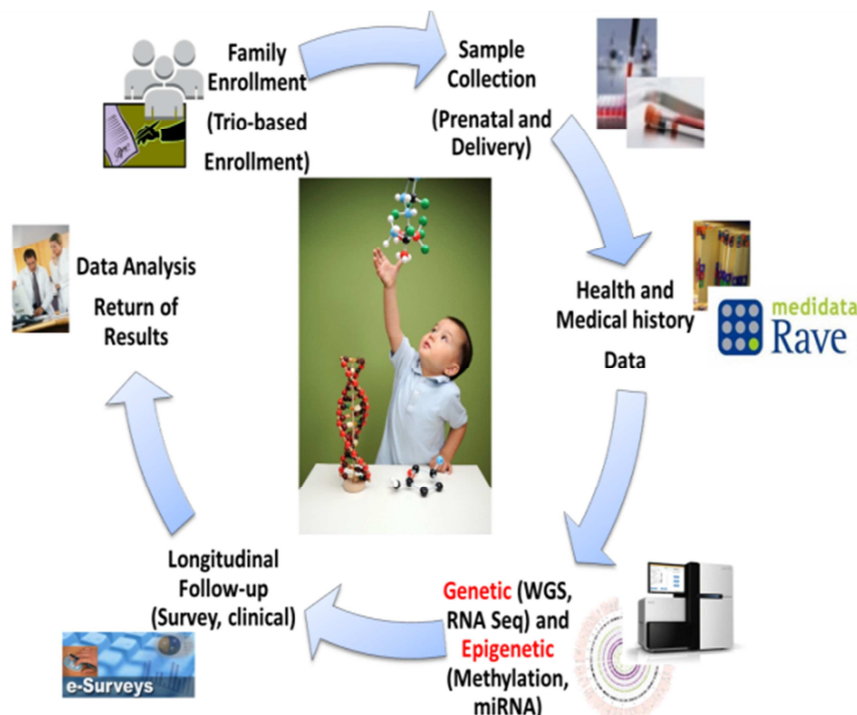 Family
Enrollment
(Trio-based
Enrollment)
Sample
Collection
(Prenatal and
Delivery)
Health and
Medical history
Data
medidata
Rave
Genetic (WGS,
RNA Seq) and
Epigenetic
(Methylation,
miRNA)
Longitudinal
Follow-up
(Survey, clinical)
e-Surveys
Data Analysis
Return of
Results